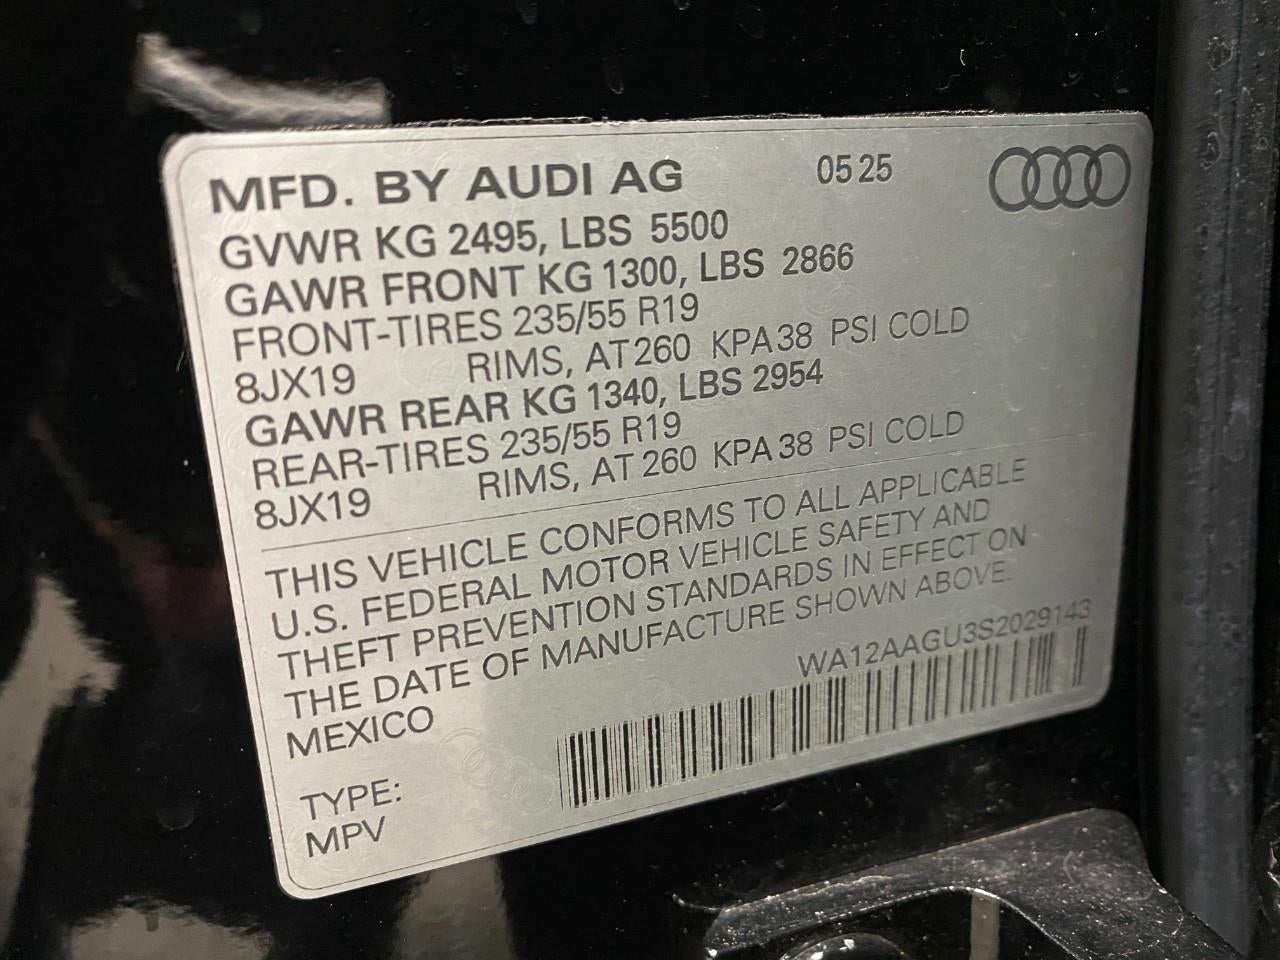 MFD. BY AUDI AG 05 25
GVWR KG 2495, LBS 5500
GAWR FRONT KG 1300, LBS 2866
FRONT-TIRES 235/55 R19
8JX19 RIMS, AT 260 KPA 38 PSI COLD
GAWR REAR KG 1340, LBS 2954
REAR-TIRES 235/55 R19
8JX19 RIMS, AT 260 KPA 38 PSI COLD
THIS VEHICLE CONFORMS TO ALL APPLICABLE
U.S. FEDERAL MOTOR VEHICLE SAFETY AND
THEFT PREVENTION STANDARDS IN EFFECT ON
THE DATE OF MANUFACTURE SHOWN ABOVE.
MEXICO WA12AAGU3S2029143
TYPE:
MPV